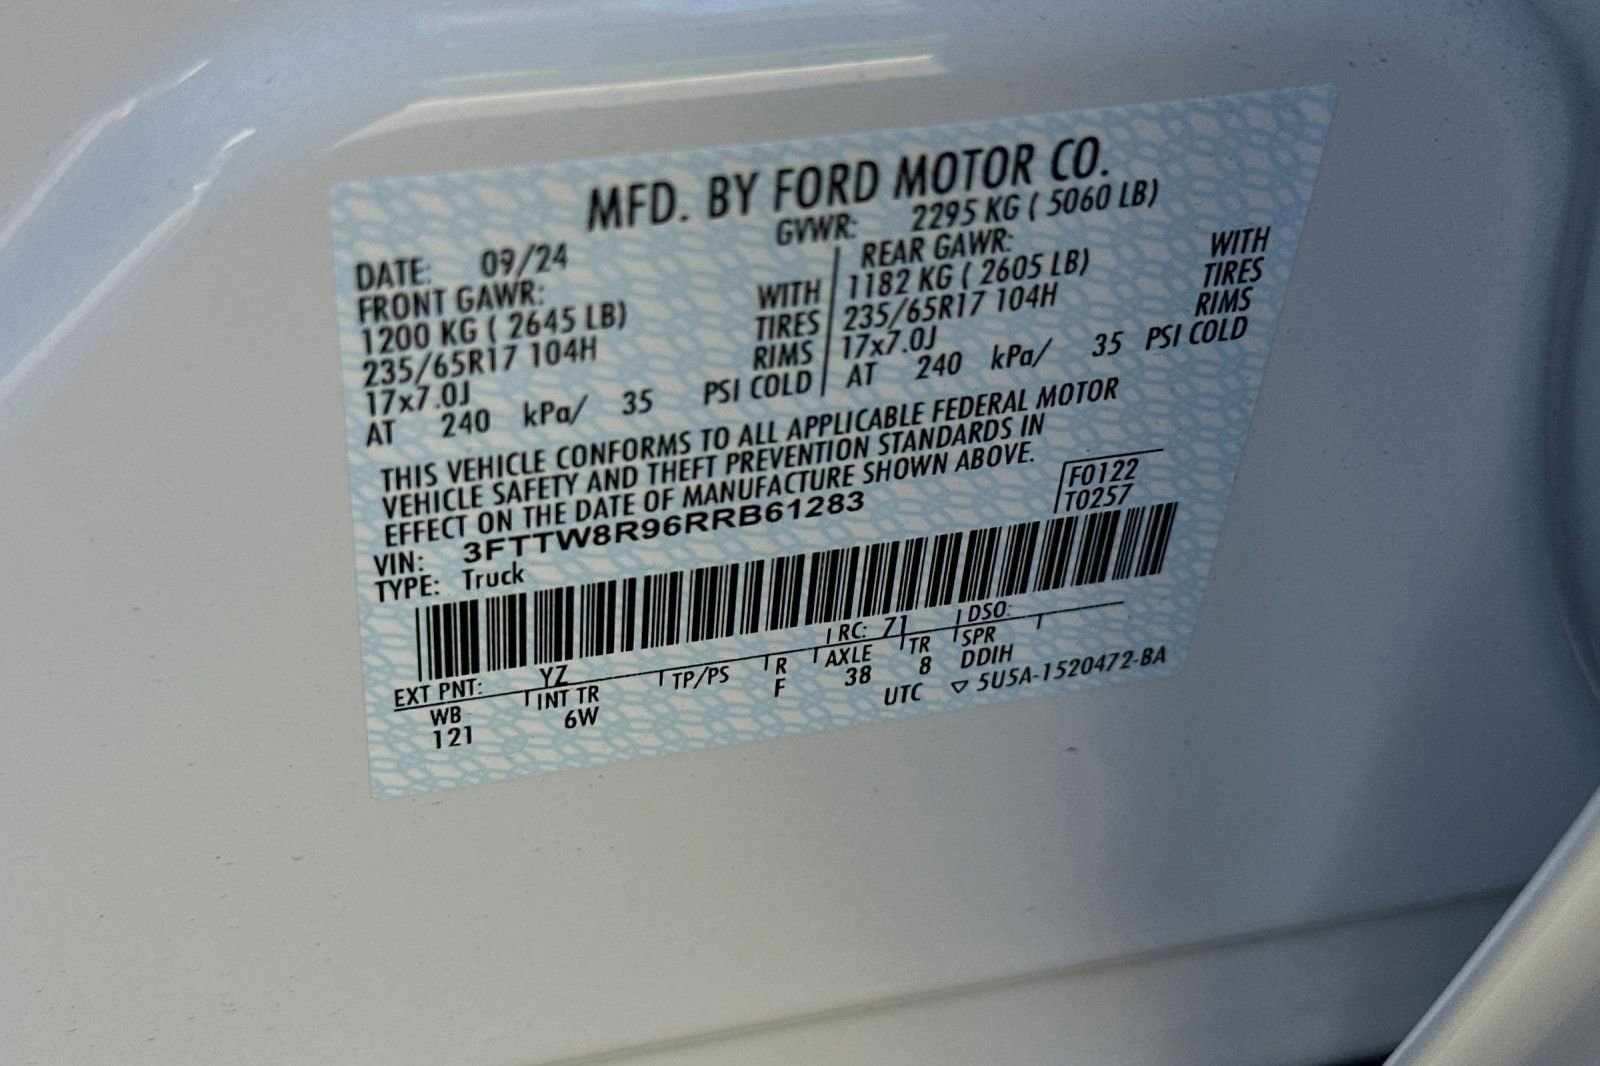 MFD. BY FORD MOTOR CO.
DATE: 09/24 GVWR: 2295 KG ( 5060 LB)
FRONT GAWR: REAR GAWR:
1200 KG ( 2645 LB) WITH 1182 KG ( 2605 LB) WITH
235/65R17 104H TIRES 235/65R17 104H TIRES
17x7.0J RIMS 17x7.0J RIMS
AT 240 kPa/ 35 PSI COLD AT 240 kPa/ 35 PSI COLD
THIS VEHICLE CONFORMS TO ALL APPLICABLE FEDERAL MOTOR
VEHICLE SAFETY AND THEFT PREVENTION STANDARDS IN
EFFECT ON THE DATE OF MANUFACTURE SHOWN ABOVE.
VIN: 3FTTW8R96RRB61283 F0122
TYPE: Truck T0257
EXT PNT: YZ RC: 71 DSO:
WB INT TR TP/PS R AXLE TR SPR
121 6W F 38 8 DDIH
UTC ▽ 5U5A-1520472-BA